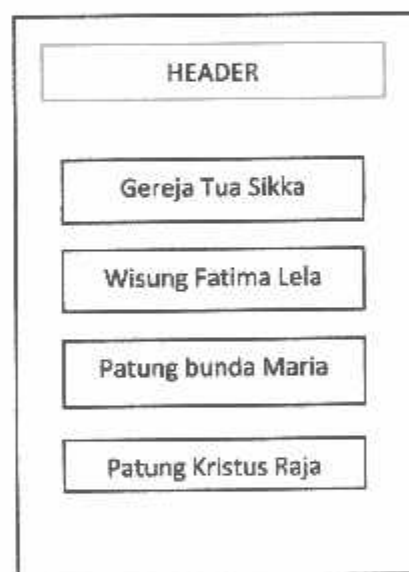 HEADER
Gereja Tua Sikka
Wisung Fatima Lela
Patung bunda Maria
Patung Kristus Raja